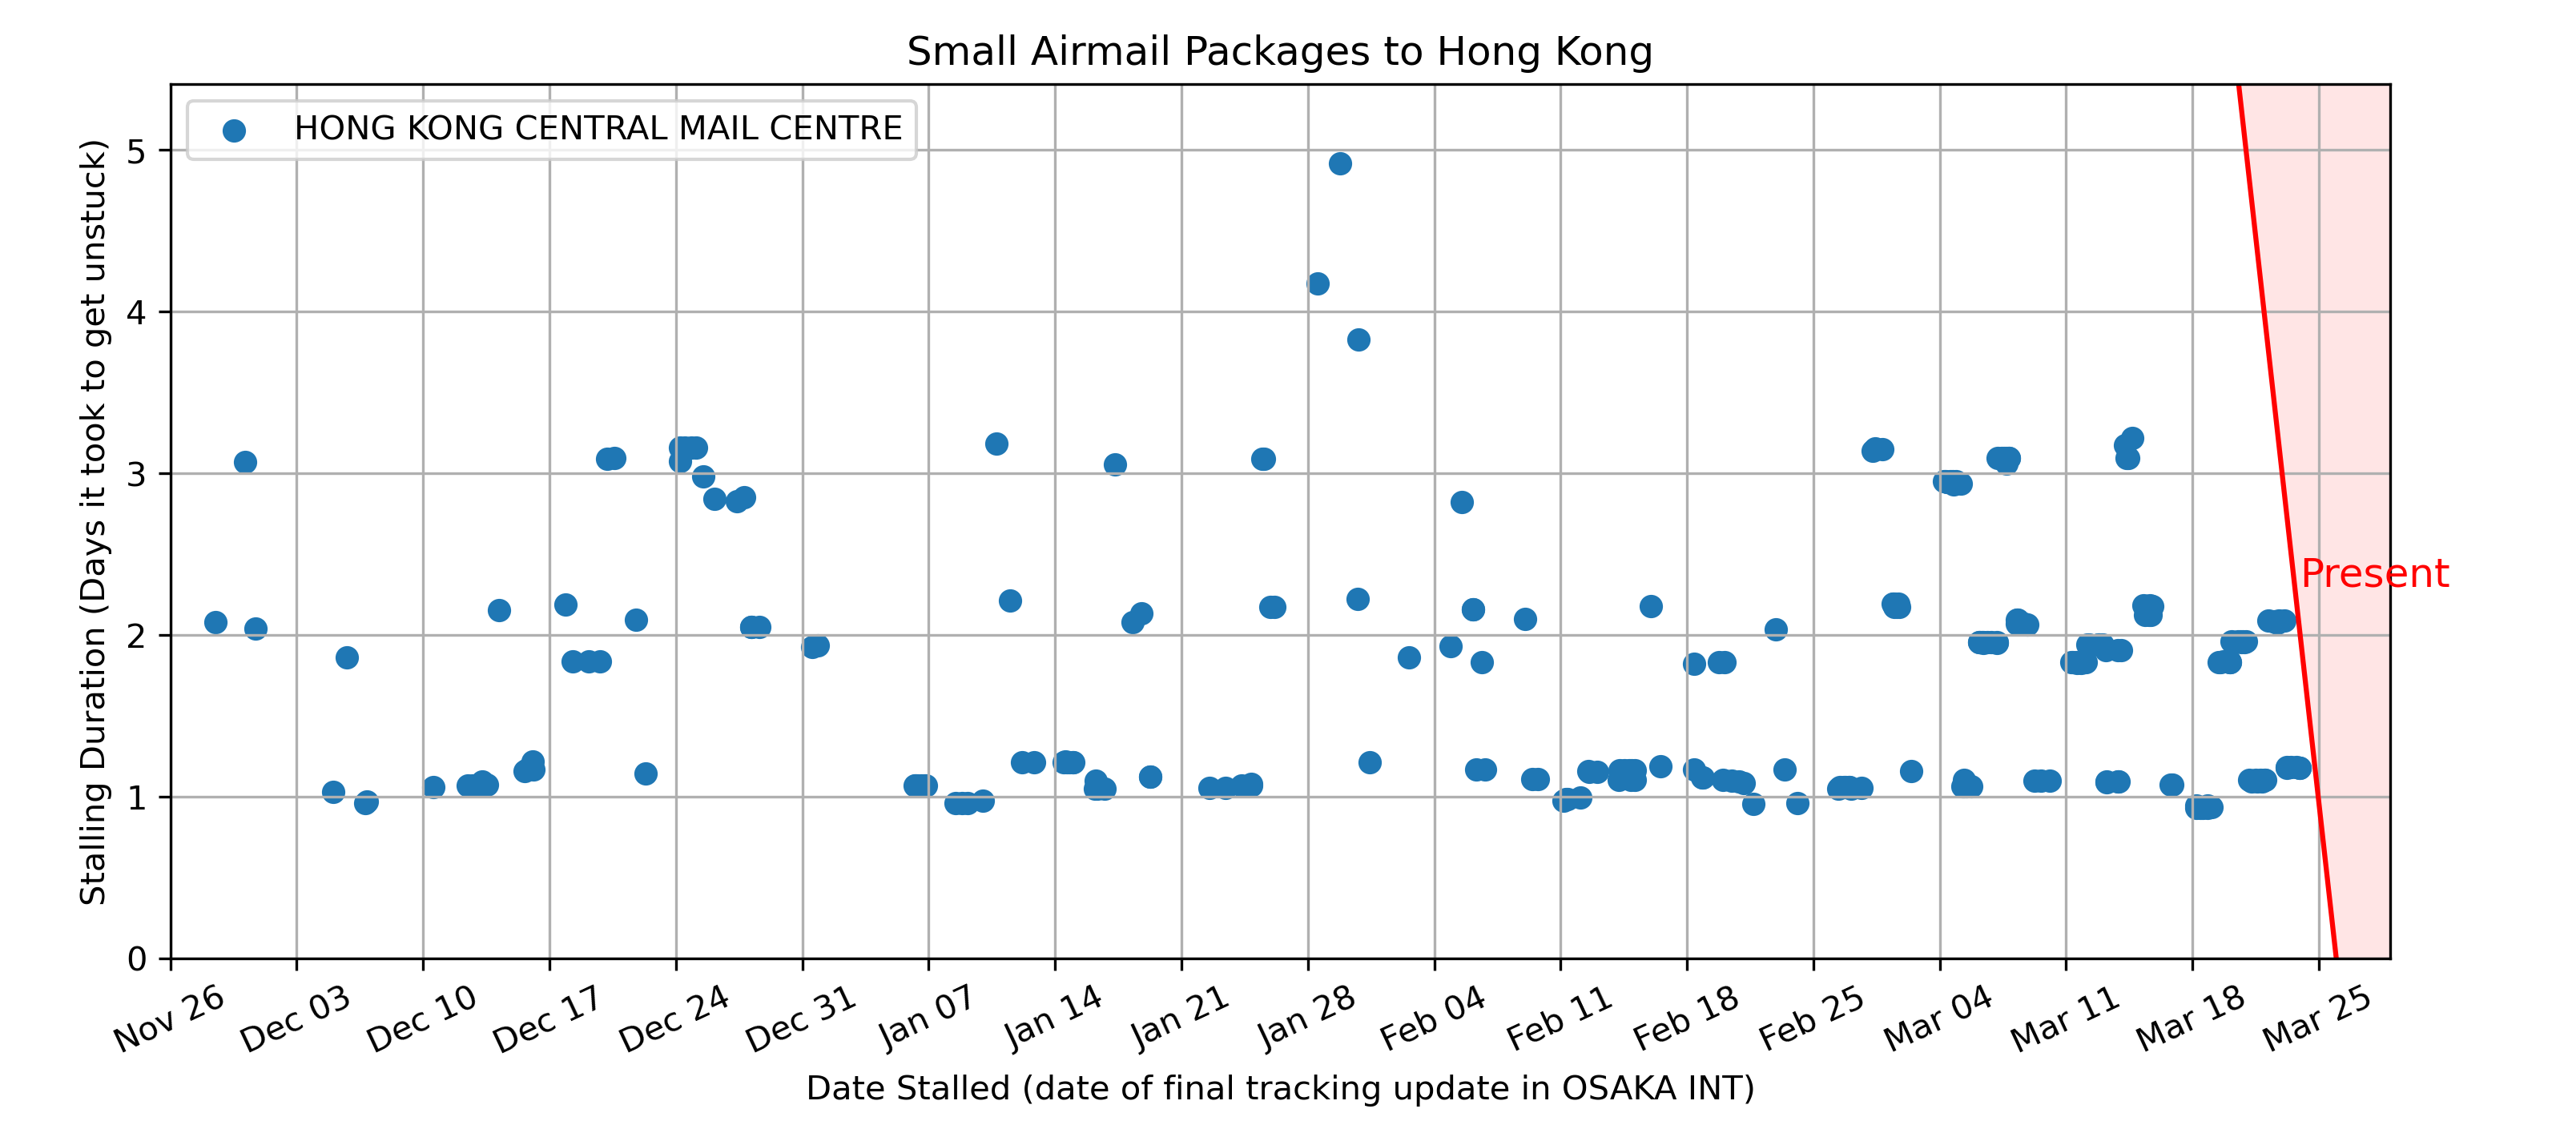 Small Airmail Packages to Hong Kong
HONG KONG CENTRAL MAIL CENTRE
Stalling Duration (Days it took to get unstuck)
5
4
3
2
1
0
Present
Nov 26
Dec 03
Dec 10
Dec 17
Dec 24
Dec 31
Jan 07
Jan 14
Jan 21
Jan 28
Feb 04
Feb 11
Feb 18
Feb 25
Mar 04
Mar 11
Mar 18
Mar 25
Date Stalled (date of final tracking update in OSAKA INT)